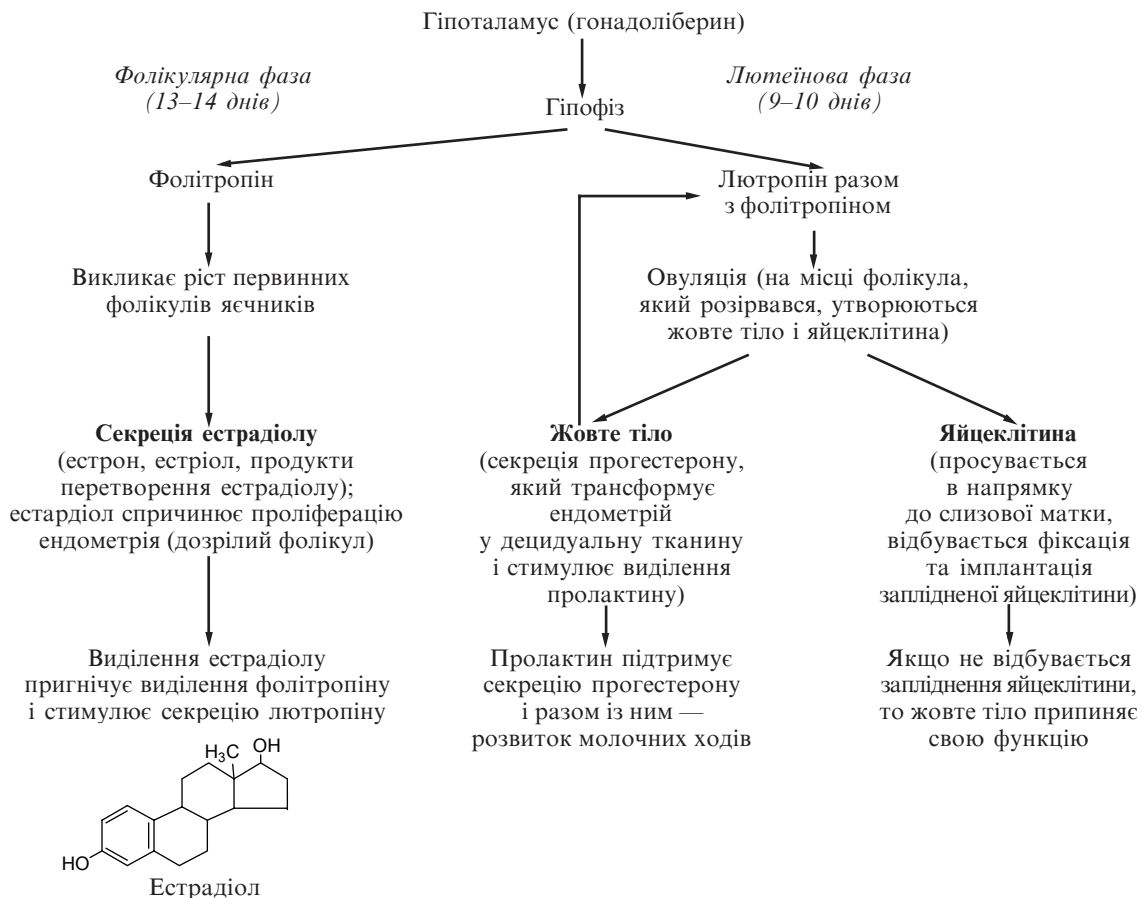 Гіпоталамус (гонадоліберин)
Фолікулярна фаза
(13–14 днів)
Лютеїнова фаза
(9–10 днів)
Гіпофіз
Фолітропін
Лютропін разом
з фолітропіном
Викликає ріст первинних
фолікулів яєчників
Овуляція (на місці фолікула,
який розірвався, утворюються
жовте тіло і яйцеклітина)
Секреція естрадіолу
(естрон, естріол, продукти
перетворення естрадіолу);
естардіол спричинює проліферацію
ендометрія (дозрілий фолікул)
Жовте тіло
(секреція прогестерону,
який трансформує
ендометрій
у децидуальну тканину
і стимулює виділення
пролактину)
Яйцеклітина
(просувається
в напрямку
до слизової матки,
відбувається фіксація
та імплантація
заплідненої яйцеклітини)
Виділення естрадіолу
пригнічує виділення фолітропіну
і стимулює секрецію лютропіну
Пролактин підтримує
секрецію прогестерону
і разом із ним —
розвиток молочних ходів
Якщо не відбувається
запліднення яйцеклітини,
то жовте тіло припиняє
свою функцію
H₃C
OH
HO
Естрадіол